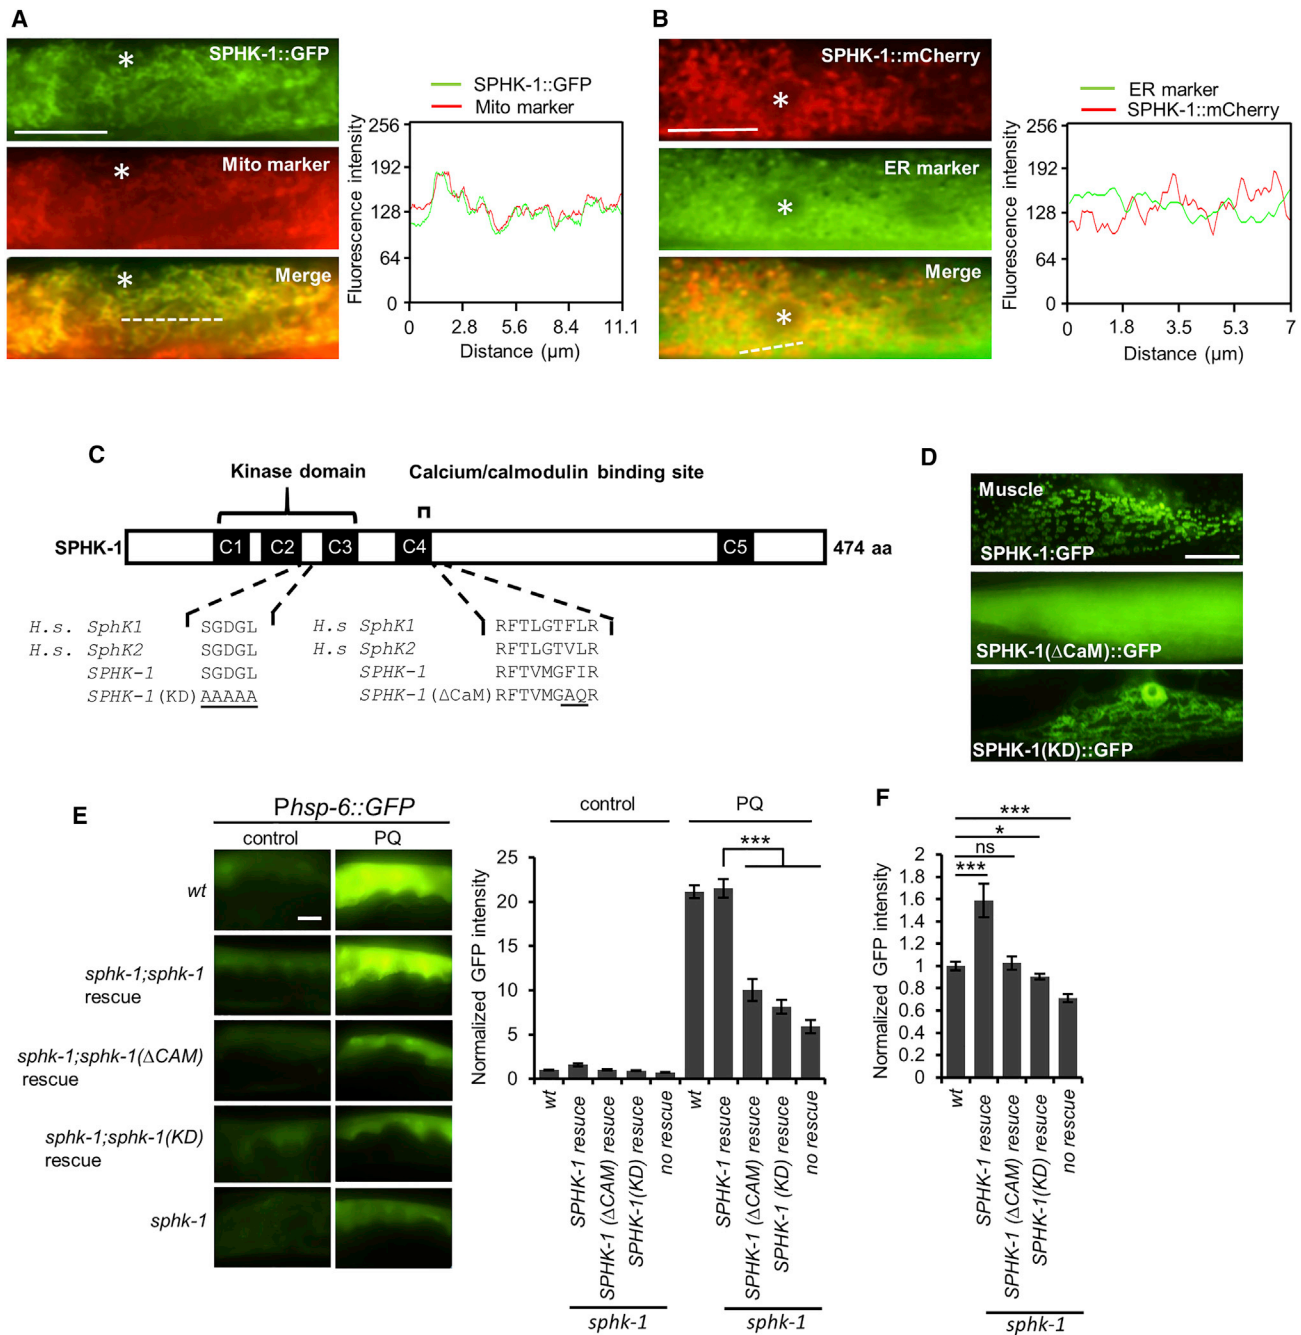 A
SPHK-1::GFP
Mito marker
Merge
SPHK-1::GFP
Mito marker
Fluorescence intensity
256
192
128
64
0
0 2.8 5.6 8.4 11.1
Distance (µm)
B
SPHK-1::mCherry
ER marker
Merge
ER marker
SPHK-1::mCherry
Fluorescence intensity
256
192
128
64
0
0 1.8 3.5 5.3 7
Distance (µm)
C
Kinase domain
Calcium/calmodulin binding site
SPHK-1 C1 C2 C3 C4 C5 474 aa
H.s. SphK1 SGDGL
H.s. SphK2 SGDGL
SPHK-1 SGDGL
SPHK-1(KD) AAAAA
H.s SphK1 RFTLGTFLR
H.s SphK2 RFTLGTVLR
SPHK-1 RFTVMGFIR
SPHK-1(ΔCaM) RFTVMGAQR
D
Muscle
SPHK-1:GFP
SPHK-1(ΔCaM)::GFP
SPHK-1(KD)::GFP
E
Phsp-6::GFP
control PQ
wt
sphk-1;sphk-1
rescue
sphk-1;sphk-1(ΔCAM)
rescue
sphk-1;sphk-1(KD)
rescue
sphk-1
control PQ
***
Normalized GFP intensity
25
20
15
10
5
0
wt
SPHK-1 resuce
SPHK-1 (ΔCAM) resuce
SPHK-1(KD) resuce
no rescue
sphk-1
wt
SPHK-1 resuce
SPHK-1 (ΔCAM) resuce
SPHK-1 (KD) resuce
no rescue
sphk-1
F
***
*
ns
***
Normalized GFP intensity
2
1.8
1.6
1.4
1.2
1
0.8
0.6
0.4
0.2
0
wt
SPHK-1 resuce
SPHK-1 (ΔCAM) resuce
SPHK-1(KD) resuce
no rescue
sphk-1